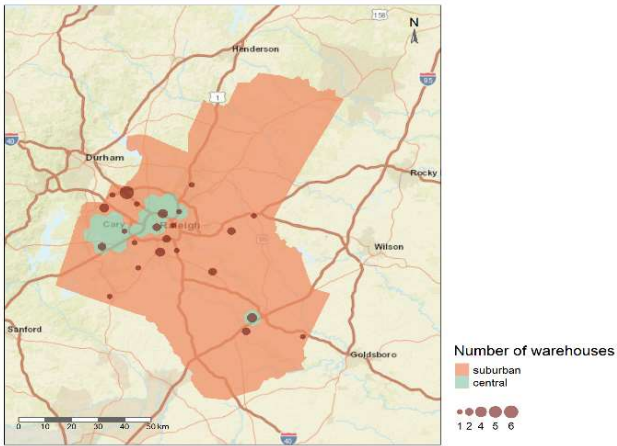 158
N
Henderson
1
95
40
Durham
Rocky
Cary
Raleigh
Wilson
Sanford
Goldsboro
0 10 20 30 40 50 km
40
Number of warehouses
suburban
central
1 2 4 5 6